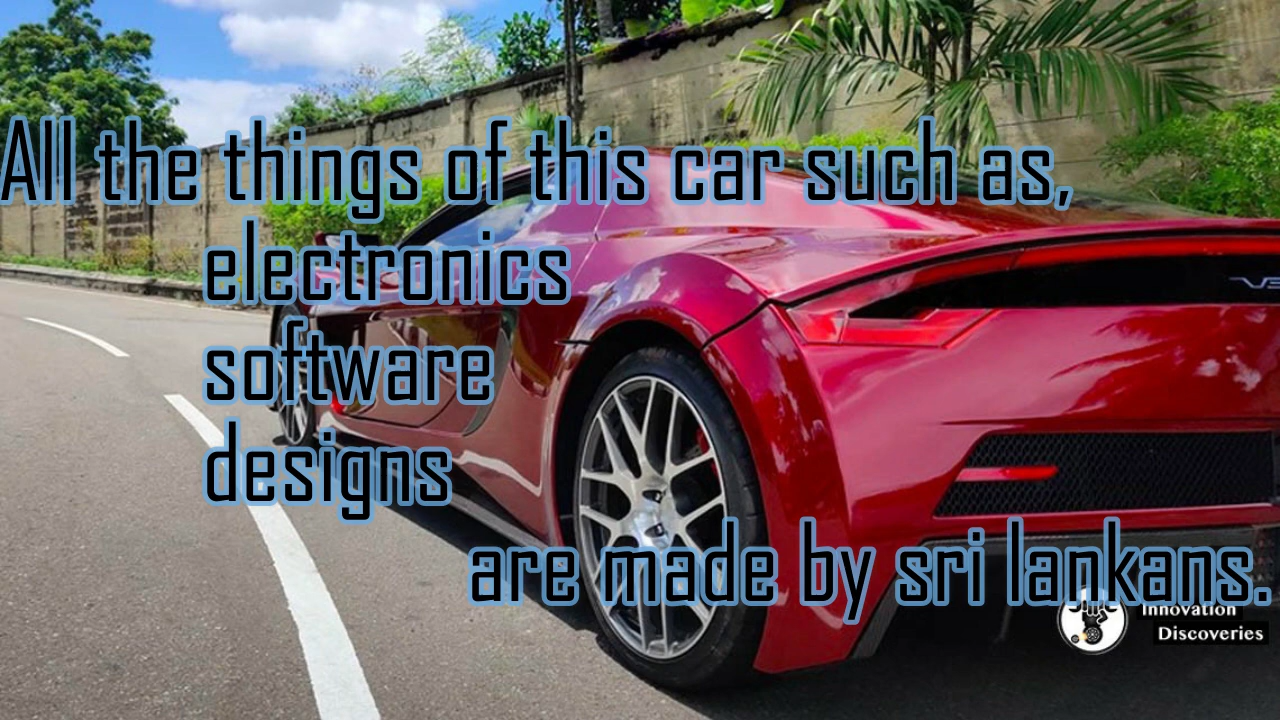 All the things of this car such as,
electronics
software
designs
are made by sri lankans.
Innovation
Discoveries